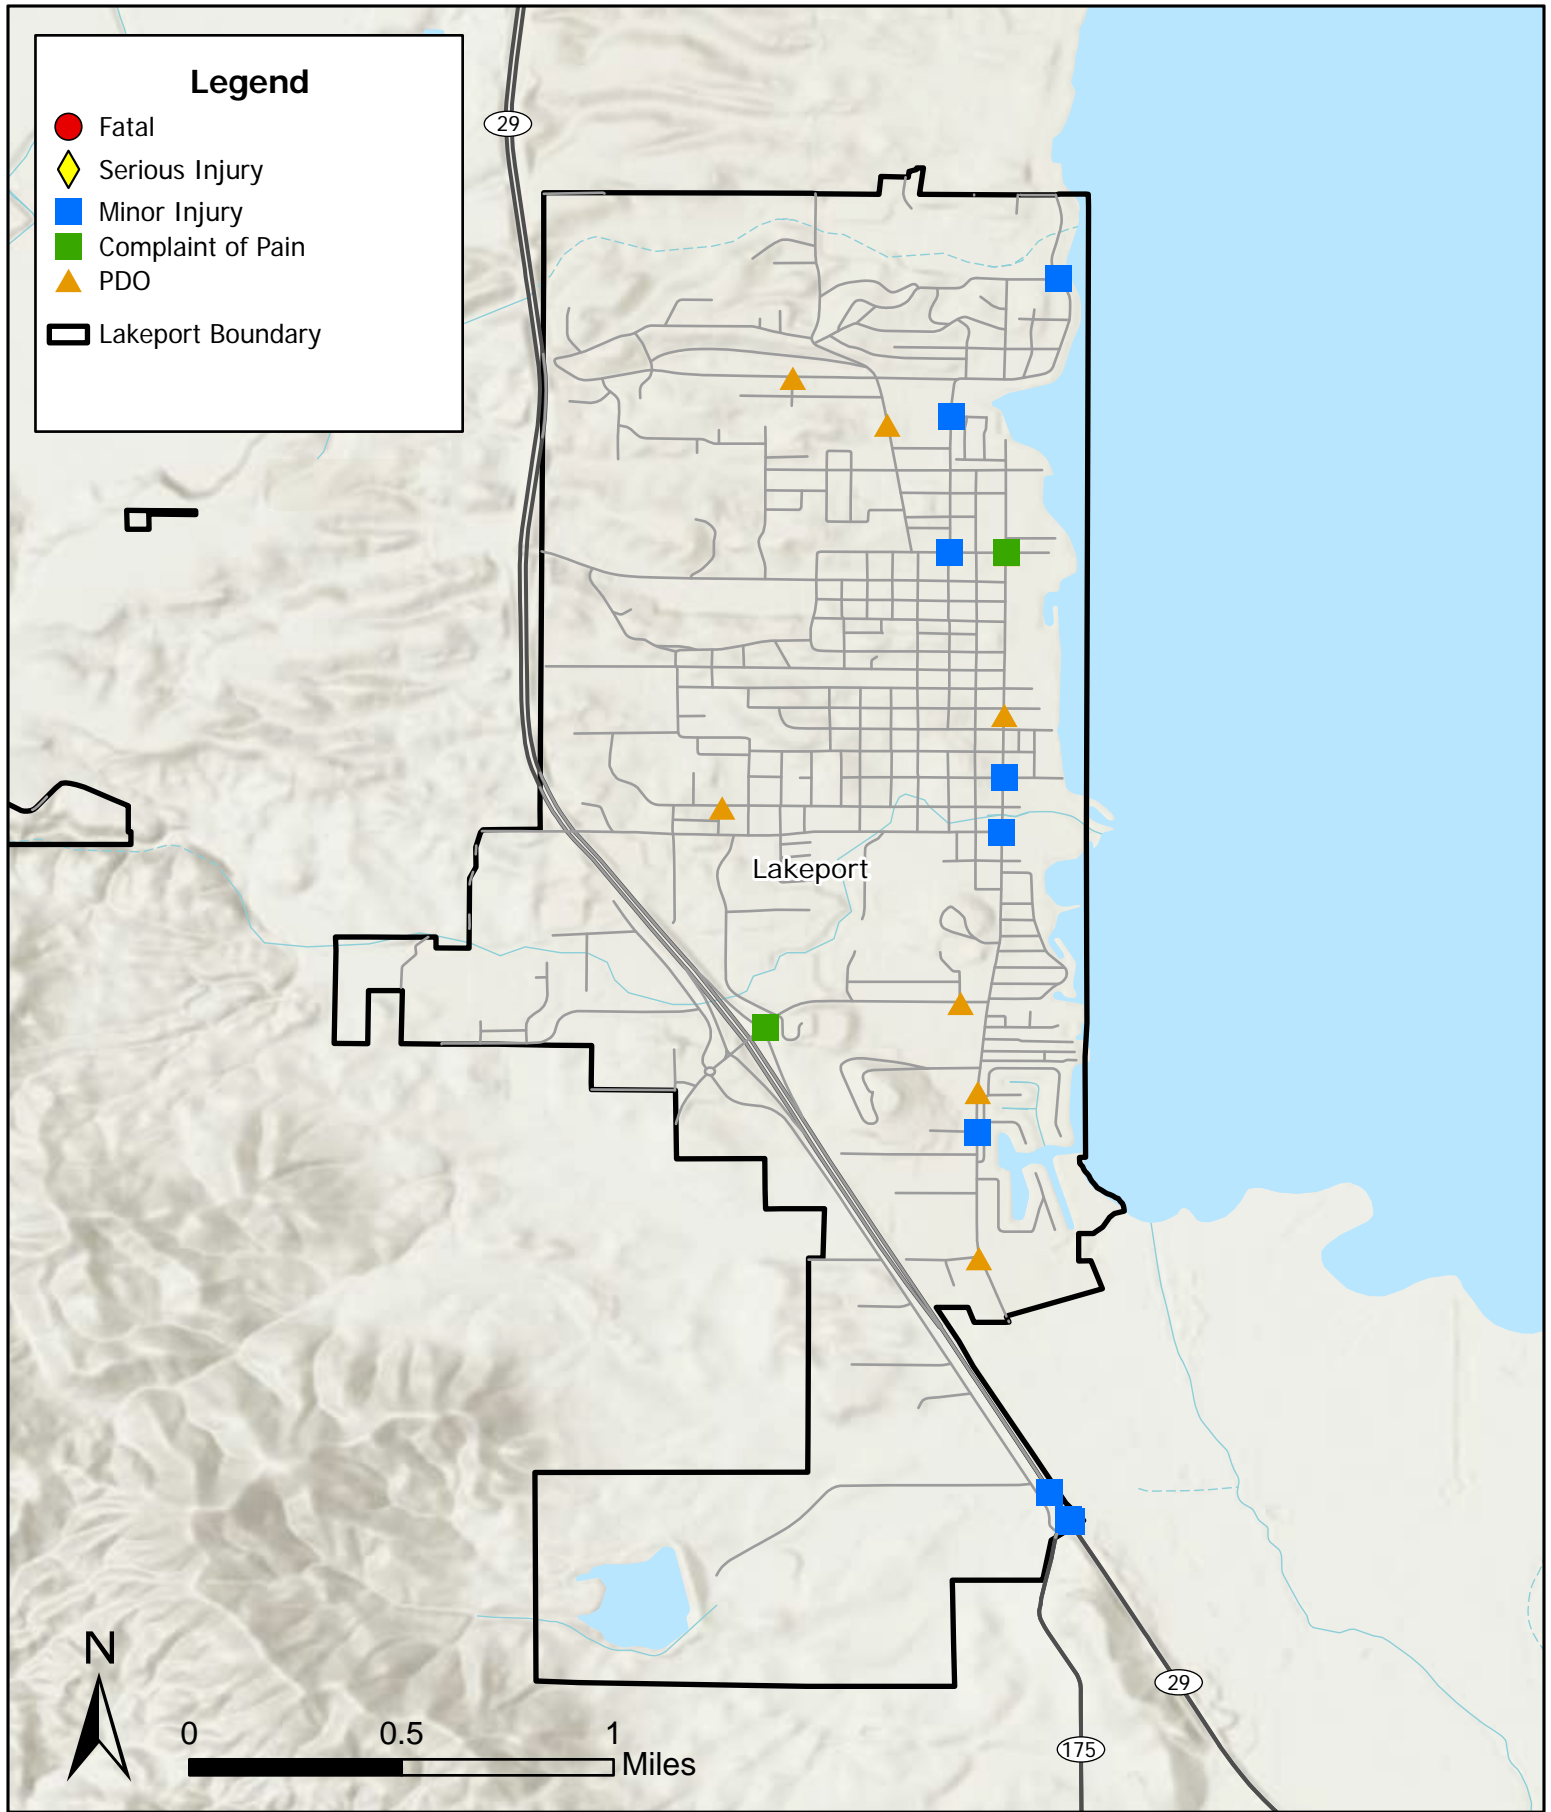 Legend
Fatal
Serious Injury
Minor Injury
Complaint of Pain
PDO
Lakeport Boundary
29
Lakeport
N
0 0.5 1
Miles
29
175